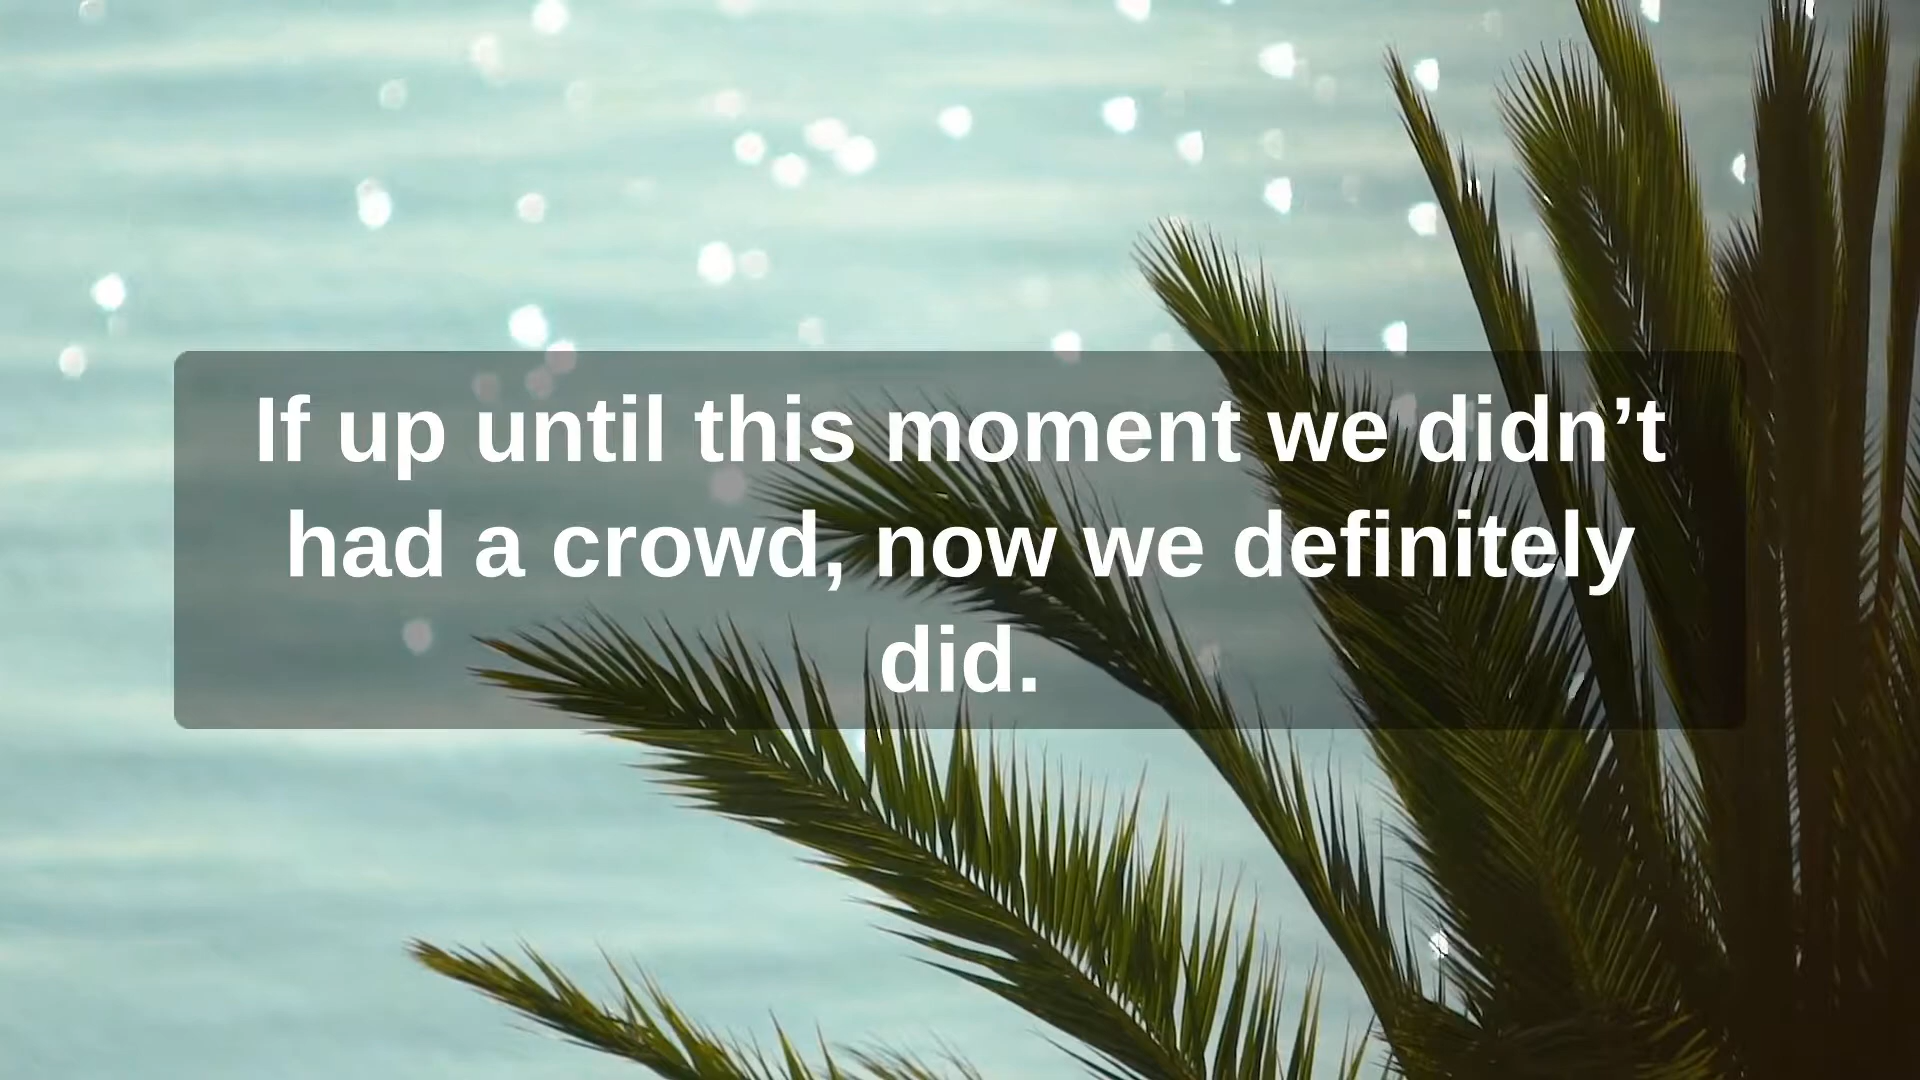 If up until this moment we didn’t
had a crowd, now we definitely
did.